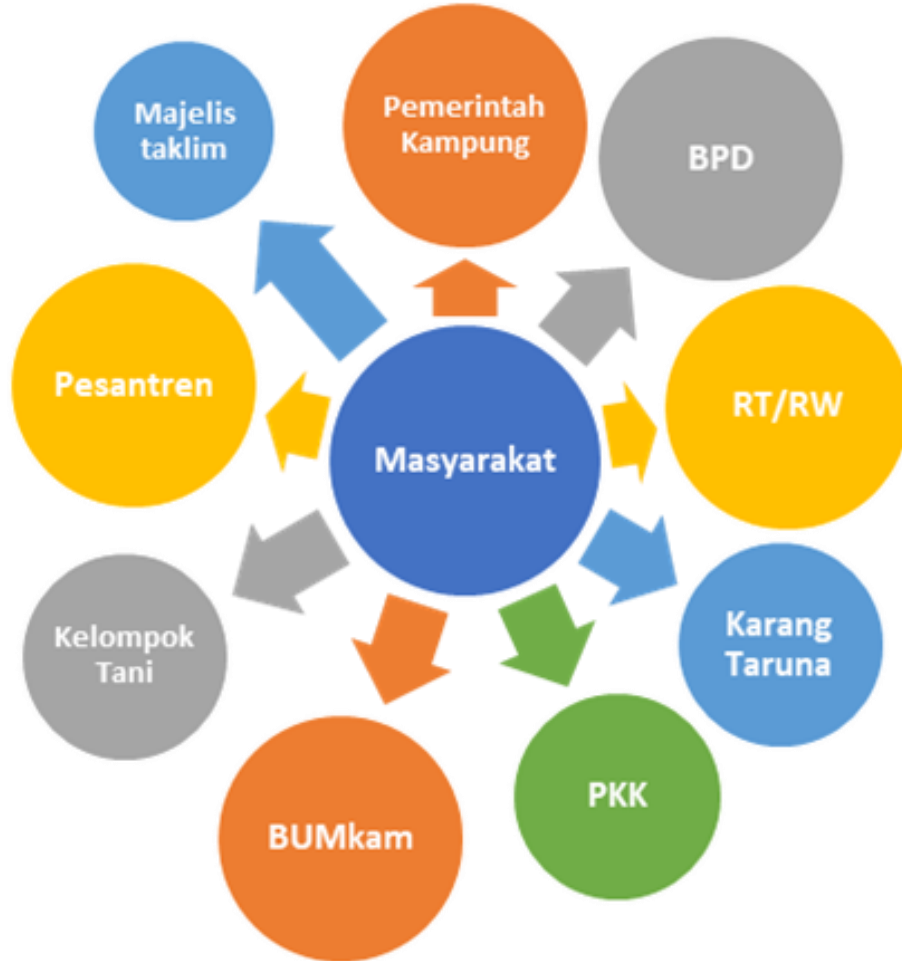 Majelis
taklim
Pemerintah
Kampung
BPD
Pesantren
RT/RW
Masyarakat
Kelompok
Tani
Karang
Taruna
PKK
BUMkam